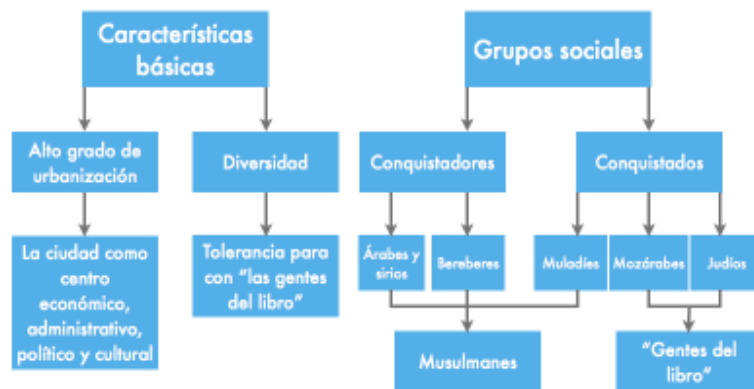 Características
básicas
Alto grado de
urbanización
Diversidad
La ciudad como
centro
económico,
administrativo,
político y cultural
Tolerancia para
con “las gentes
del libro”
Grupos sociales
Conquistadores
Conquistados
Árabes y
sirios
Bereberes
Muladíes
Mozárabes
Judíos
Musulmanes
“Gentes del
libro”